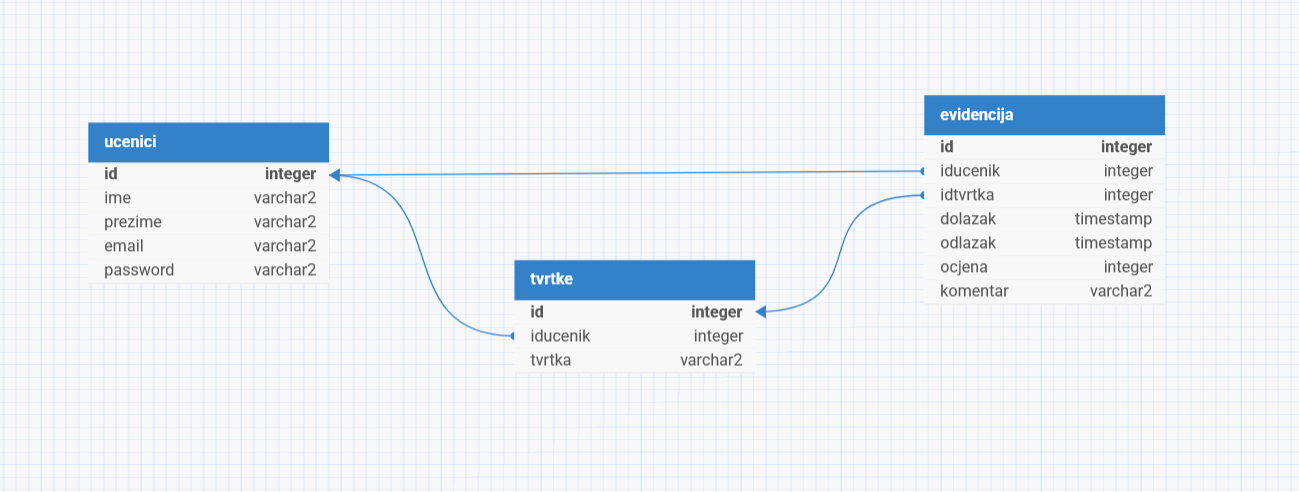 ucenici
id integer
ime varchar2
prezime varchar2
email varchar2
password varchar2
tvrtke
id integer
iducenik integer
tvrtka varchar2
evidencija
id integer
iducenik integer
idtvrtka integer
dolazak timestamp
odlazak timestamp
ocjena integer
komentar varchar2